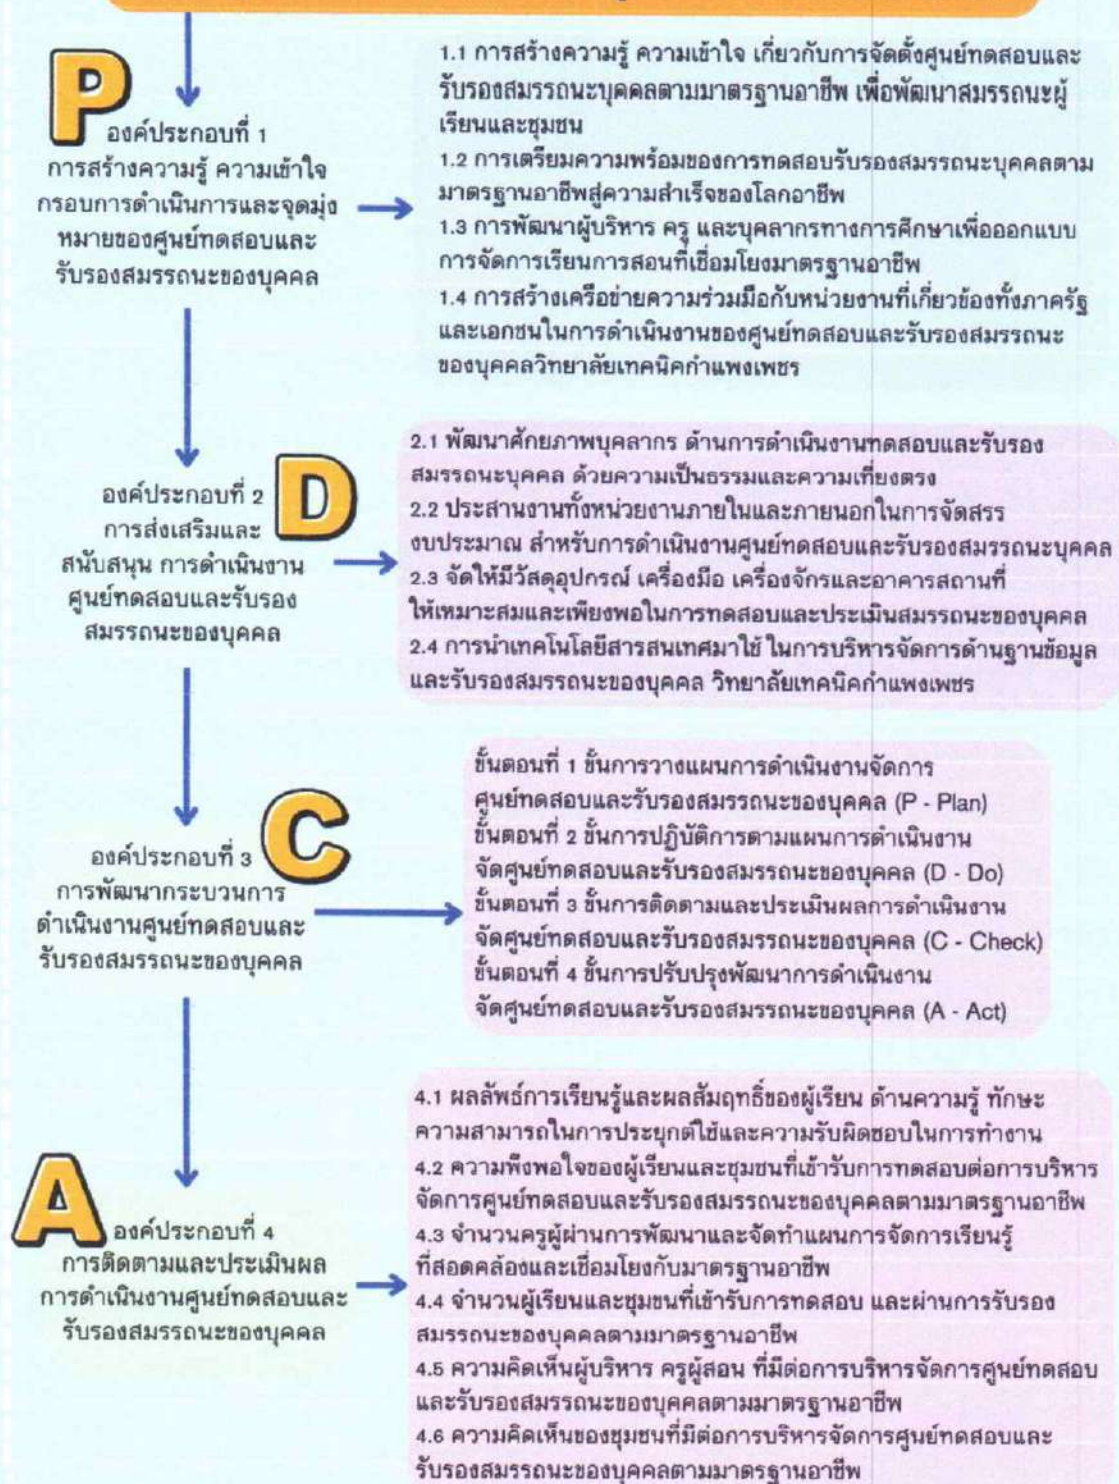 P
องค์ประกอบที่ 1
การสร้างความรู้ ความเข้าใจ
กรอบการดำเนินการและจุดมุ่ง
หมายของศูนย์ทดสอบและ
รับรองสมรรถนะของบุคคล
1.1 การสร้างความรู้ ความเข้าใจ เกี่ยวกับการจัดตั้งศูนย์ทดสอบและ
รับรองสมรรถนะบุคคลตามมาตรฐานอาชีพ เพื่อพัฒนาสมรรถนะผู้
เรียนและชุมชน
1.2 การเตรียมความพร้อมของการทดสอบรับรองสมรรถนะบุคคลตาม
มาตรฐานอาชีพสู่ความสำเร็จของโลกอาชีพ
1.3 การพัฒนาผู้บริหาร ครู และบุคลากรทางการศึกษาเพื่อออกแบบ
การจัดการเรียนการสอนที่เชื่อมโยงมาตรฐานอาชีพ
1.4 การสร้างเครือข่ายความร่วมมือกับหน่วยงานที่เกี่ยวข้องทั้งภาครัฐ
และเอกชนในการดำเนินงานของศูนย์ทดสอบและรับรองสมรรถนะ
ของบุคคลวิทยาลัยเทคนิคกำแพงเพชร
D
องค์ประกอบที่ 2
การส่งเสริมและ
สนับสนุน การดำเนินงาน
ศูนย์ทดสอบและรับรอง
สมรรถนะของบุคคล
2.1 พัฒนาศักยภาพบุคลากร ด้านการดำเนินงานทดสอบและรับรอง
สมรรถนะบุคคล ด้วยความเป็นธรรมและความเที่ยงตรง
2.2 ประสานงานทั้งหน่วยงานภายในและภายนอกในการจัดสรร
งบประมาณ สำหรับการดำเนินงานศูนย์ทดสอบและรับรองสมรรถนะบุคคล
2.3 จัดให้มีวัสดุอุปกรณ์ เครื่องมือ เครื่องจักรและอาคารสถานที่
ให้เหมาะสมและเพียงพอในการทดสอบและประเมินสมรรถนะของบุคคล
2.4 การนำเทคโนโลยีสารสนเทศมาใช้ ในการบริหารจัดการด้านฐานข้อมูล
และรับรองสมรรถนะของบุคคล วิทยาลัยเทคนิคกำแพงเพชร
C
องค์ประกอบที่ 3
การพัฒนากระบวนการ
ดำเนินงานศูนย์ทดสอบและ
รับรองสมรรถนะของบุคคล
ขั้นตอนที่ 1 ขั้นการวางแผนการดำเนินงานจัดการ
ศูนย์ทดสอบและรับรองสมรรถนะของบุคคล (P - Plan)
ขั้นตอนที่ 2 ขั้นการปฏิบัติการตามแผนการดำเนินงาน
จัดศูนย์ทดสอบและรับรองสมรรถนะของบุคคล (D - Do)
ขั้นตอนที่ 3 ขั้นการติดตามและประเมินผลการดำเนินงาน
จัดศูนย์ทดสอบและรับรองสมรรถนะของบุคคล (C - Check)
ขั้นตอนที่ 4 ขั้นการปรับปรุงพัฒนาการดำเนินงาน
จัดศูนย์ทดสอบและรับรองสมรรถนะของบุคคล (A - Act)
A
องค์ประกอบที่ 4
การติดตามและประเมินผล
การดำเนินงานศูนย์ทดสอบและ
รับรองสมรรถนะของบุคคล
4.1 ผลลัพธ์การเรียนรู้และผลสัมฤทธิ์ของผู้เรียน ด้านความรู้ ทักษะ
ความสามารถในการประยุกต์ใช้และความรับผิดชอบในการทำงาน
4.2 ความพึงพอใจของผู้เรียนและชุมชนที่เข้ารับการทดสอบต่อการบริหาร
จัดการศูนย์ทดสอบและรับรองสมรรถนะของบุคคลตามมาตรฐานอาชีพ
4.3 จำนวนครูผู้ผ่านการพัฒนาและจัดทำแผนการจัดการเรียนรู้
ที่สอดคล้องและเชื่อมโยงกับมาตรฐานอาชีพ
4.4 จำนวนผู้เรียนและชุมชนที่เข้ารับการทดสอบ และผ่านการรับรอง
สมรรถนะของบุคคลตามมาตรฐานอาชีพ
4.5 ความคิดเห็นผู้บริหาร ครูผู้สอน ที่มีต่อการบริหารจัดการศูนย์ทดสอบ
และรับรองสมรรถนะของบุคคลตามมาตรฐานอาชีพ
4.6 ความคิดเห็นของชุมชนที่มีต่อการบริหารจัดการศูนย์ทดสอบและ
รับรองสมรรถนะของบุคคลตามมาตรฐานอาชีพ